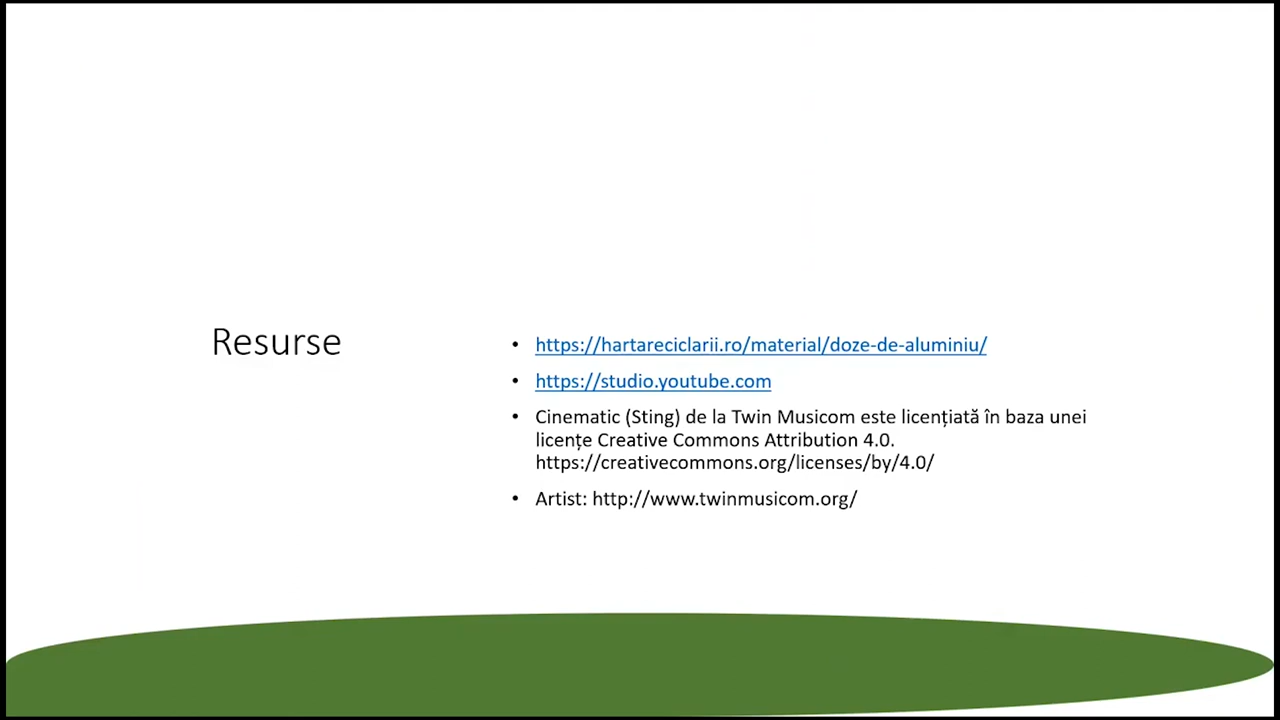 Resurse
• https://hartareciclarii.ro/material/doze-de-aluminiu/
• https://studio.youtube.com
• Cinematic (Sting) de la Twin Musicom este licențiată în baza unei
licențe Creative Commons Attribution 4.0.
https://creativecommons.org/licenses/by/4.0/
• Artist: http://www.twinmusicom.org/